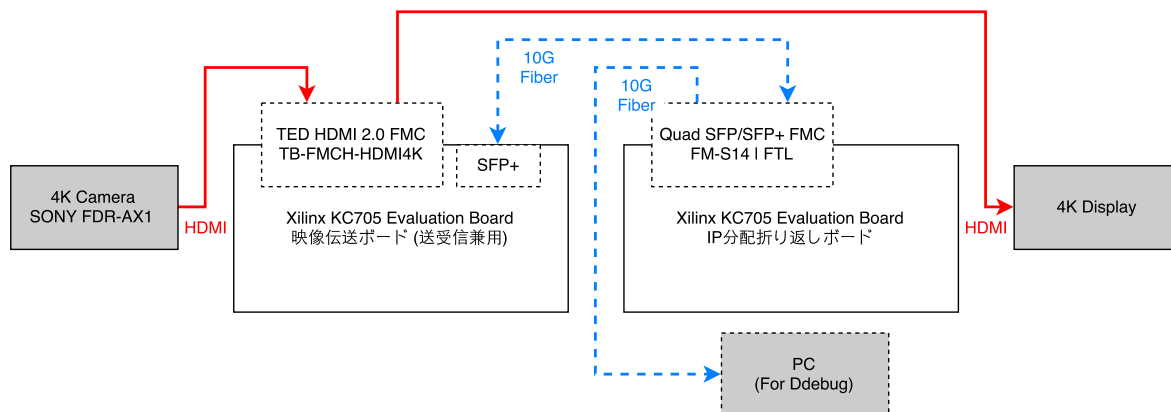 10G
Fiber
10G
Fiber
TED HDMI 2.0 FMC
TB-FMCH-HDMI4K
SFP+
Quad SFP/SFP+ FMC
FM-S14 | FTL
4K Camera
SONY FDR-AX1
HDMI
Xilinx KC705 Evaluation Board
映像伝送ボード (送受信兼用)
Xilinx KC705 Evaluation Board
IP分配折り返しボード
HDMI
4K Display
PC
(For Ddebug)